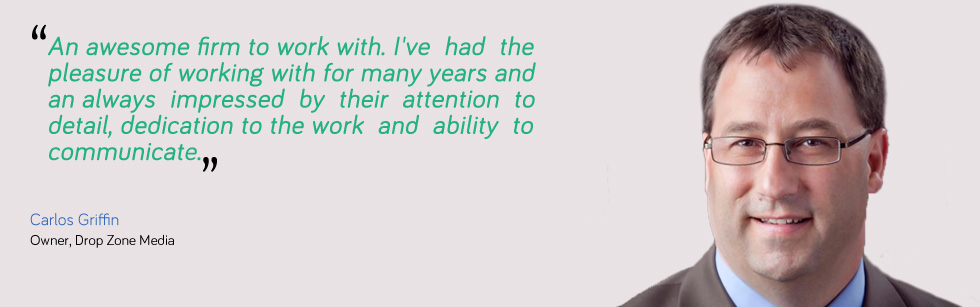 “An awesome firm to work with. I've had the
pleasure of working with for many years and
an always impressed by their attention to
detail, dedication to the work and ability to
communicate.”
Carlos Griffin
Owner, Drop Zone Media